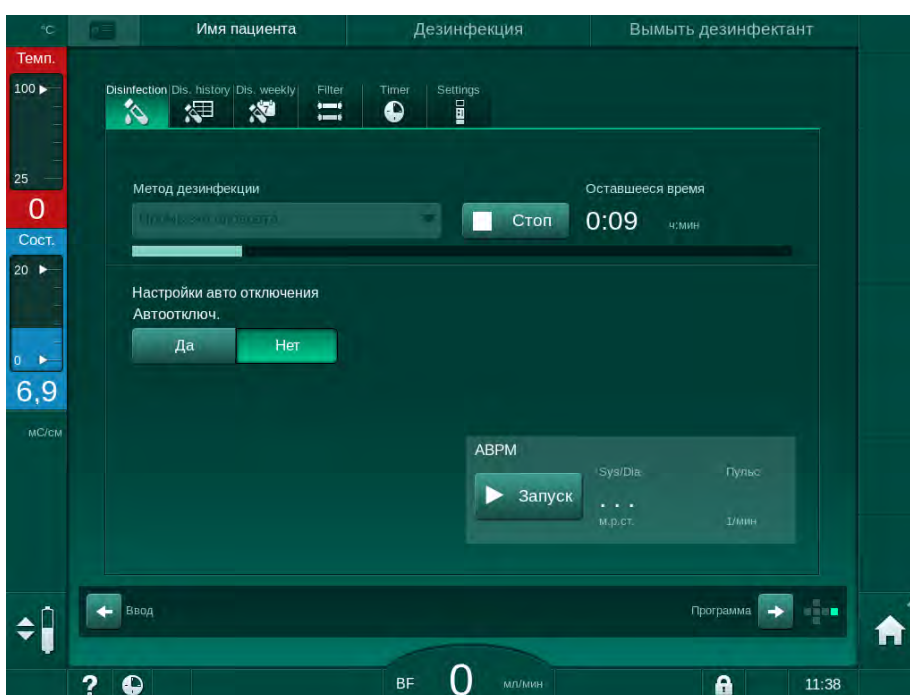 °C Имя пациента Дезинфекция Вымыть дезинфектант
Темп.
100
25
0
Сост.
20
0
6,9
мС/см
Disinfection Dis. history Dis. weekly Filter Timer Settings
7
Метод дезинфекции
Оставшееся время
Стоп
0:09 ч:мин
Настройки авто отключения
Автоотключ.
Да Нет
ABPM
Sys/Dia Пульс
Запуск
. . .
м.р.ст. 1/мин
Ввод Программа
? BF 0 мл/мин 11:38